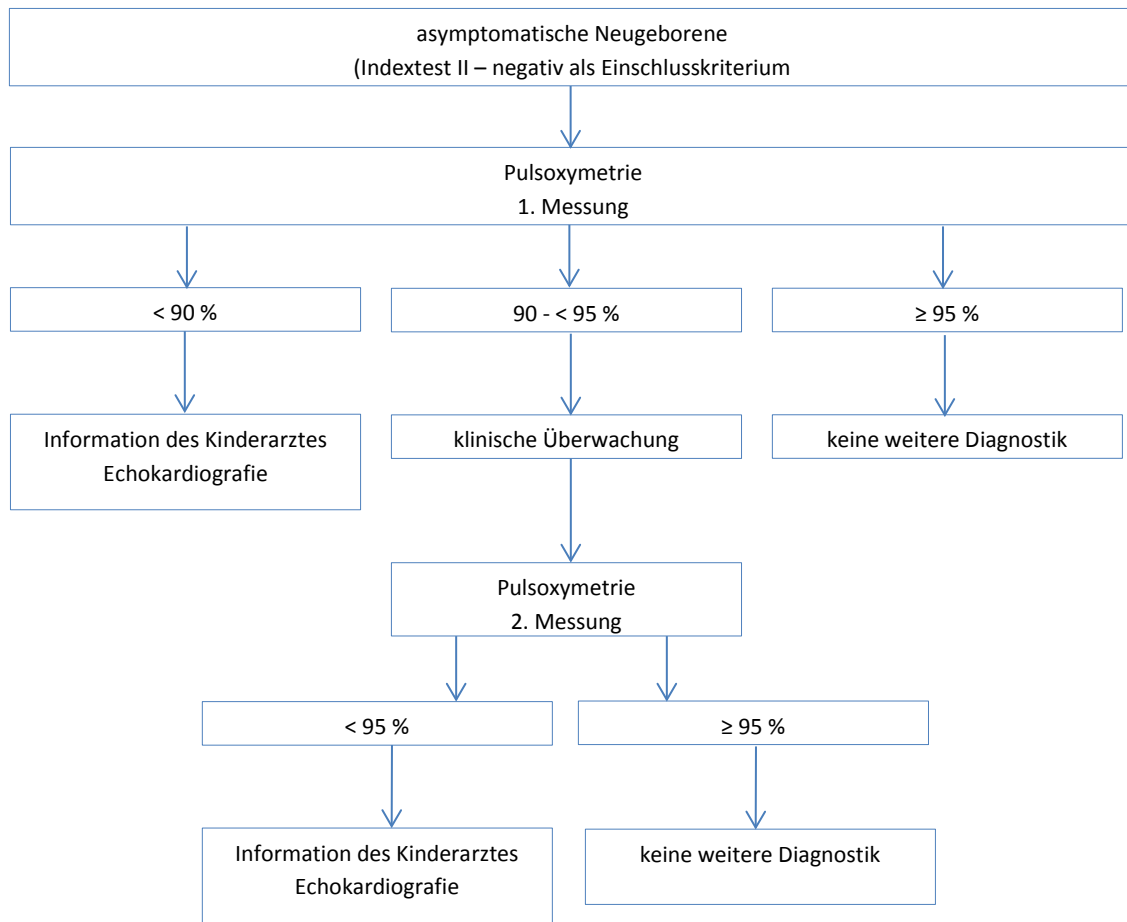 asymptomatische Neugeborene
(Indextest II – negativ als Einschlusskriterium
Pulsoxymetrie
1. Messung
< 90 %
90 - < 95 %
≥ 95 %
Information des Kinderarztes
Echokardiografie
klinische Überwachung
keine weitere Diagnostik
Pulsoxymetrie
2. Messung
< 95 %
≥ 95 %
Information des Kinderarztes
Echokardiografie
keine weitere Diagnostik